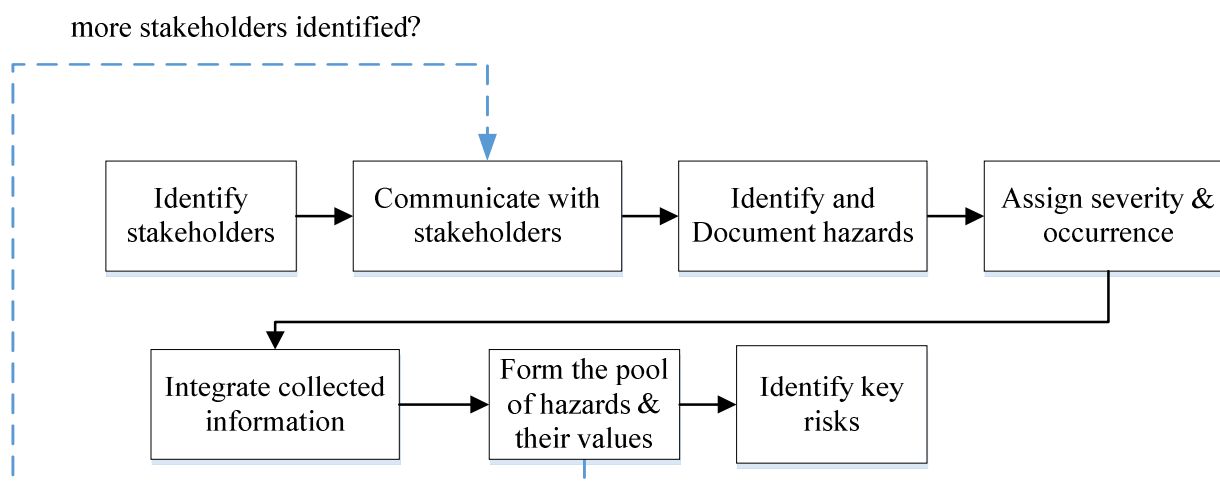 more stakeholders identified?
Identify
stakeholders
Communicate with
stakeholders
Identify and
Document hazards
Assign severity &
occurrence
Integrate collected
information
Form the pool
of hazards &
their values
Identify key
risks